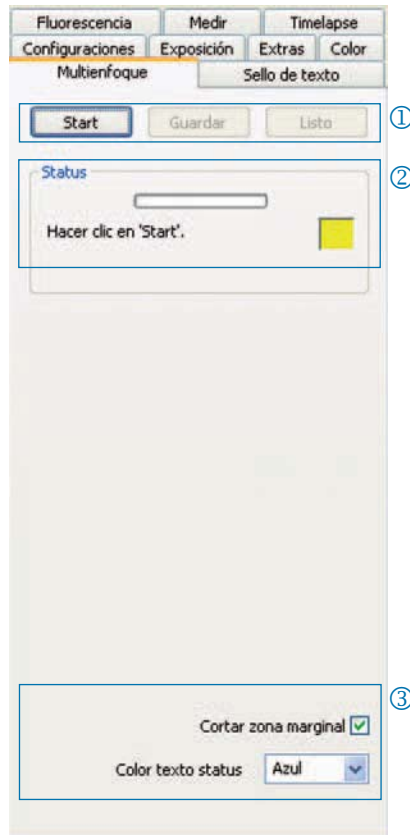 Fluorescencia Medir Timelapse
Configuraciones Exposición Extras Color
Multienfoque Sello de texto
Start Guardar Listo ①
Status ②
Hacer clic en 'Start'.
③
Cortar zona marginal
Color texto status Azul